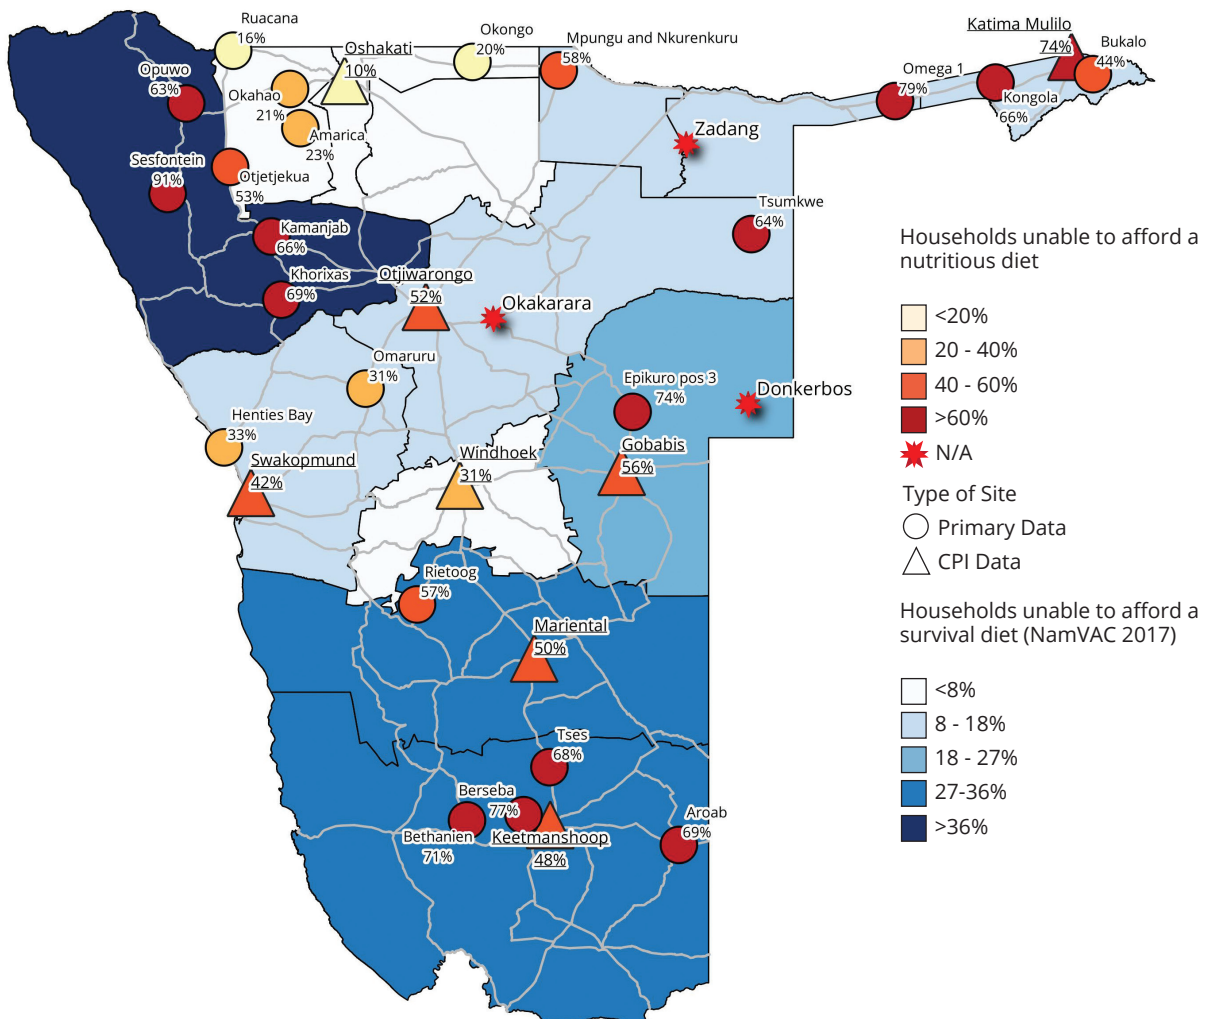 Ruacana
16%
Oshakati
10%
Okongo
20%
Mpungu and Nkurenkuru
58%
Katima Mulilo
74%
Bukalo
44%
Omega 1
79%
Kongola
66%
Opuwo
63%
Okahao
21%
Amarica
23%
Zadang
Sesfontein
91%
Otjetjekua
53%
Tsumkwe
64%
Kamanjab
66%
Khorixas
69%
Otjiwarongo
52%
Okakarara
Omaruru
31%
Epikuro pos 3
74%
Donkerbos
Henties Bay
33%
Swakopmund
42%
Windhoek
31%
Gobabis
56%
Rietoog
57%
Mariental
50%
Tses
68%
Berseba
77%
Bethanien
71%
Keetmanshoop
48%
Aroab
69%
Households unable to afford a
nutritious diet
<20%
20 - 40%
40 - 60%
>60%
N/A
Type of Site
Primary Data
CPI Data
Households unable to afford a
survival diet (NamVAC 2017)
<8%
8 - 18%
18 - 27%
27-36%
>36%